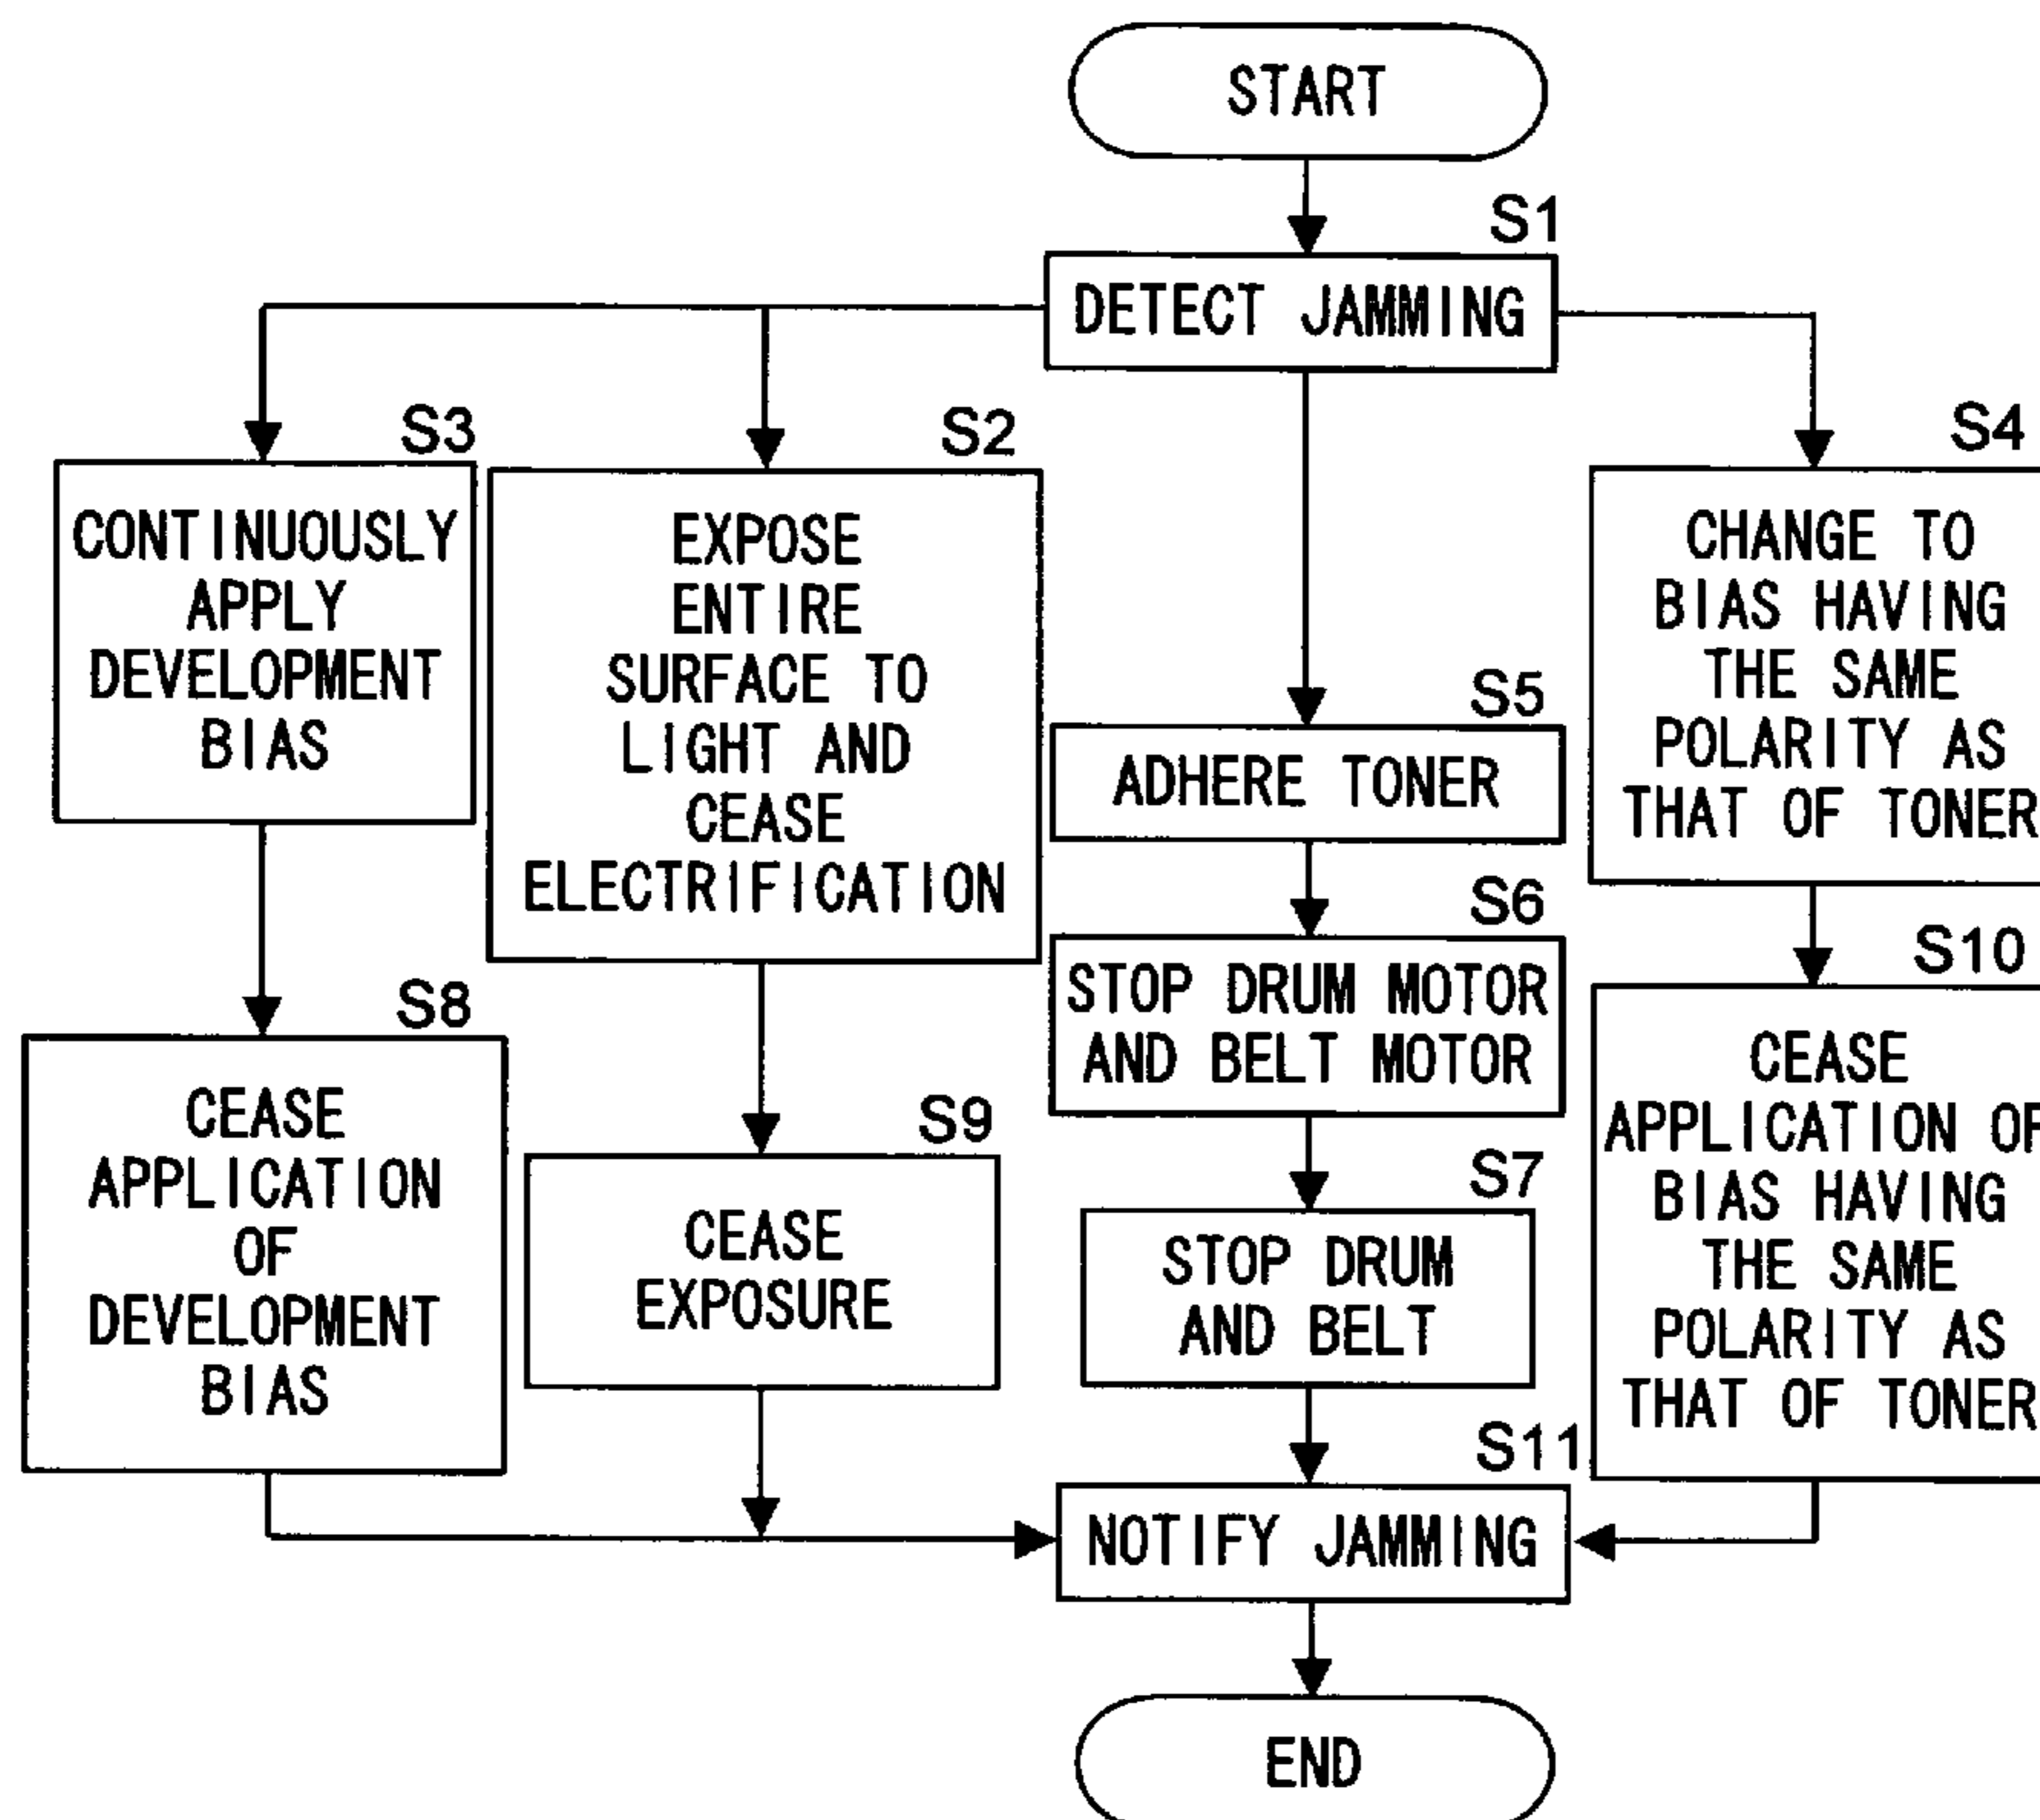 START
S1
DETECT JAMMING
S3
CONTINUOUSLY
APPLY
DEVELOPMENT
BIAS
S2
EXPOSE
ENTIRE
SURFACE TO
LIGHT AND
CEASE
ELECTRIFICATION
S4
CHANGE TO
BIAS HAVING
THE SAME
POLARITY AS
THAT OF TONER
S5
ADHERE TONER
S6
STOP DRUM MOTOR
AND BELT MOTOR
S7
STOP DRUM
AND BELT
S8
CEASE
APPLICATION
OF
DEVELOPMENT
BIAS
S9
CEASE
EXPOSURE
S10
CEASE
APPLICATION OF
BIAS HAVING
THE SAME
POLARITY AS
THAT OF TONER
S11
NOTIFY JAMMING
END